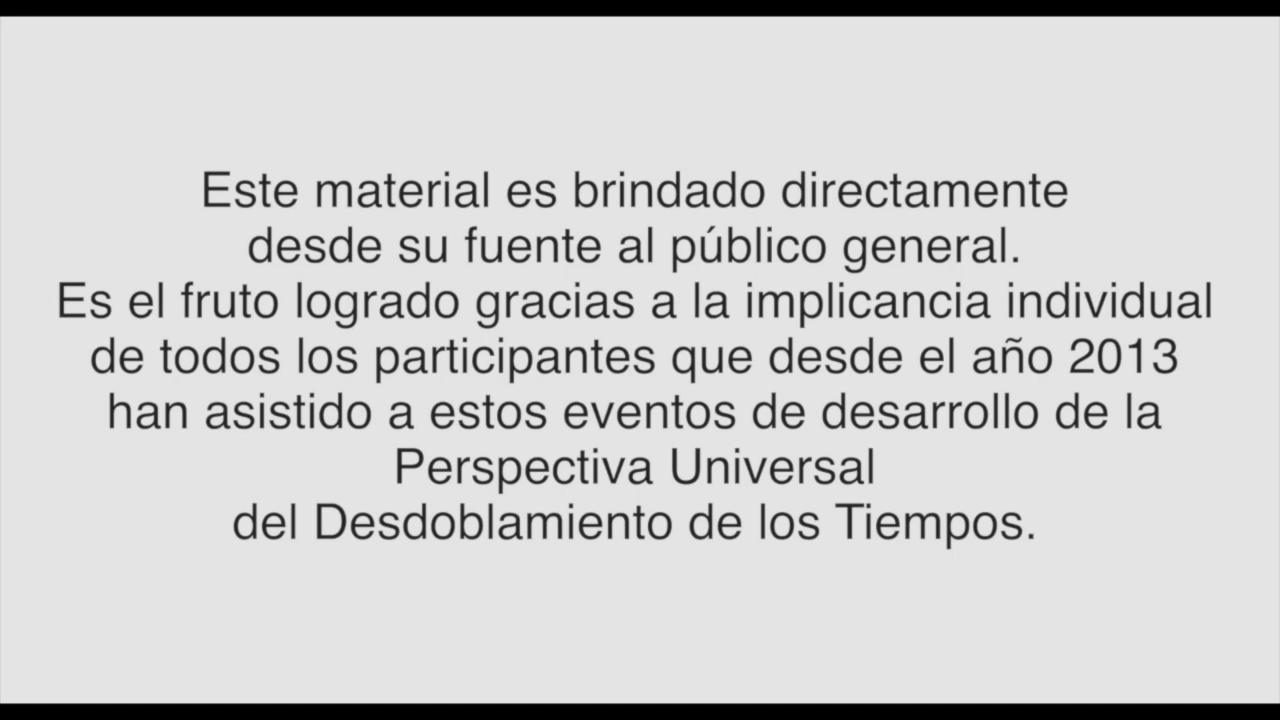 Este material es brindado directamente
desde su fuente al público general.
Es el fruto logrado gracias a la implicancia individual
de todos los participantes que desde el año 2013
han asistido a estos eventos de desarrollo de la
Perspectiva Universal
del Desdoblamiento de los Tiempos.